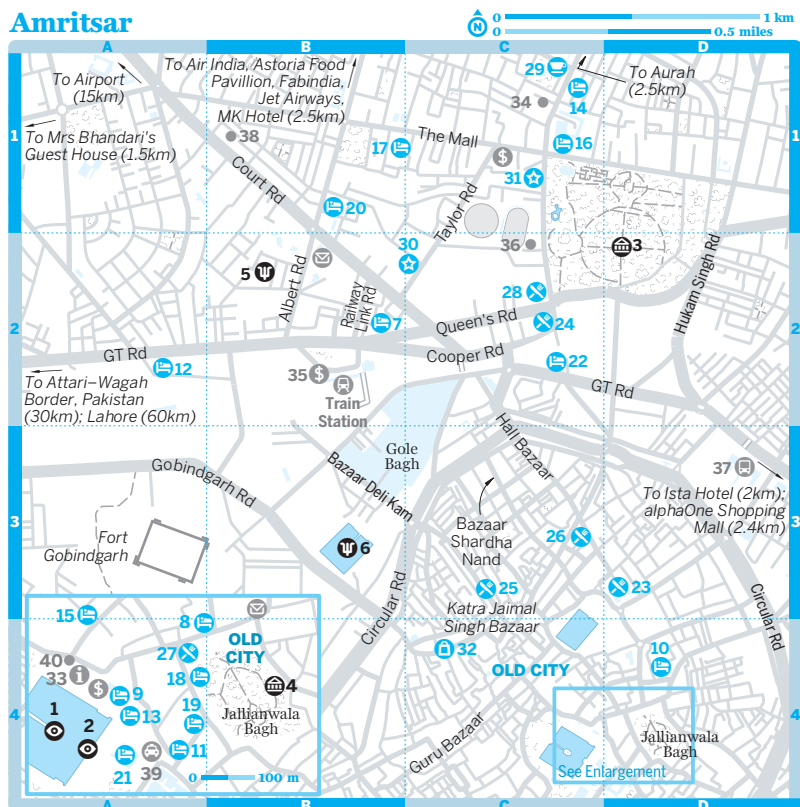 Amritsar
N
0
1 km
0
0.5 miles
A
B
C
D
To Airport
(15km)
To Air India, Astoria Food
Pavillion, Fabindia,
Jet Airways,
MK Hotel (2.5km)
29
To Aurah
(2.5km)
34
14
1
1
To Mrs Bhandari's
Guest House (1.5km)
38
17
The Mall
$
16
31
Court Rd
20
Taylor Rd
30
36
3
5
Albert Rd
Railway
Link Rd
28
Hukam Singh Rd
2
2
7
Queen's Rd
24
GT Rd
12
Cooper Rd
22
GT Rd
To Attari–Wagah
Border, Pakistan
(30km); Lahore (60km)
35
$
Train
Station
Hall Bazaar
Gole
Bagh
37
Gobindgarh Rd
Bazaar Deli Kam
To Ista Hotel (2km);
alphaOne Shopping
Mall (2.4km)
3
3
Fort
Gobindgarh
6
Bazaar
Shardha
Nand
26
25
23
Circular Rd
Circular Rd
Katra Jaimal
Singh Bazaar
32
OLD CITY
10
15
8
OLD
CITY
27
40
33
i
$
9
18
4
4
4
1
2
13
19
Jallianwala
Bagh
21
39
11
0
100 m
Guru Bazaar
Jallianwala
Bagh
See Enlargement
A
B
C
D